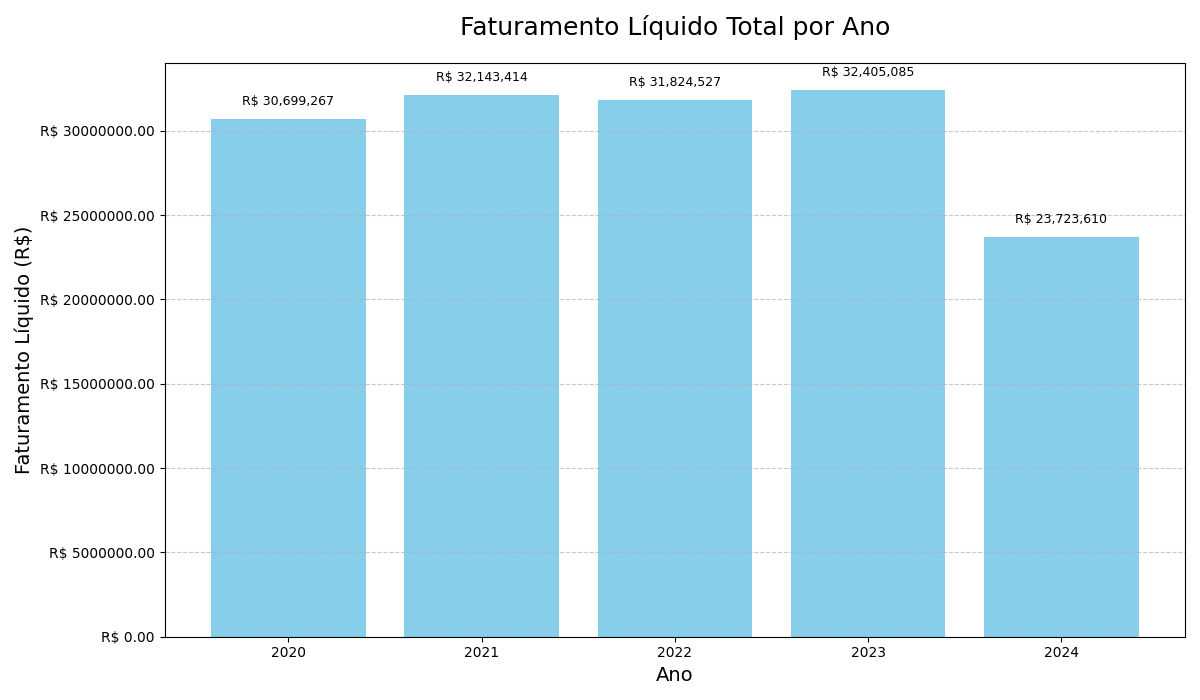 Faturamento Líquido Total por Ano
Faturamento Líquido (R$)
R$ 30000000.00
R$ 25000000.00
R$ 20000000.00
R$ 15000000.00
R$ 10000000.00
R$ 5000000.00
R$ 0.00
R$ 30,699,267
R$ 32,143,414
R$ 31,824,527
R$ 32,405,085
R$ 23,723,610
2020
2021
2022
2023
2024
Ano